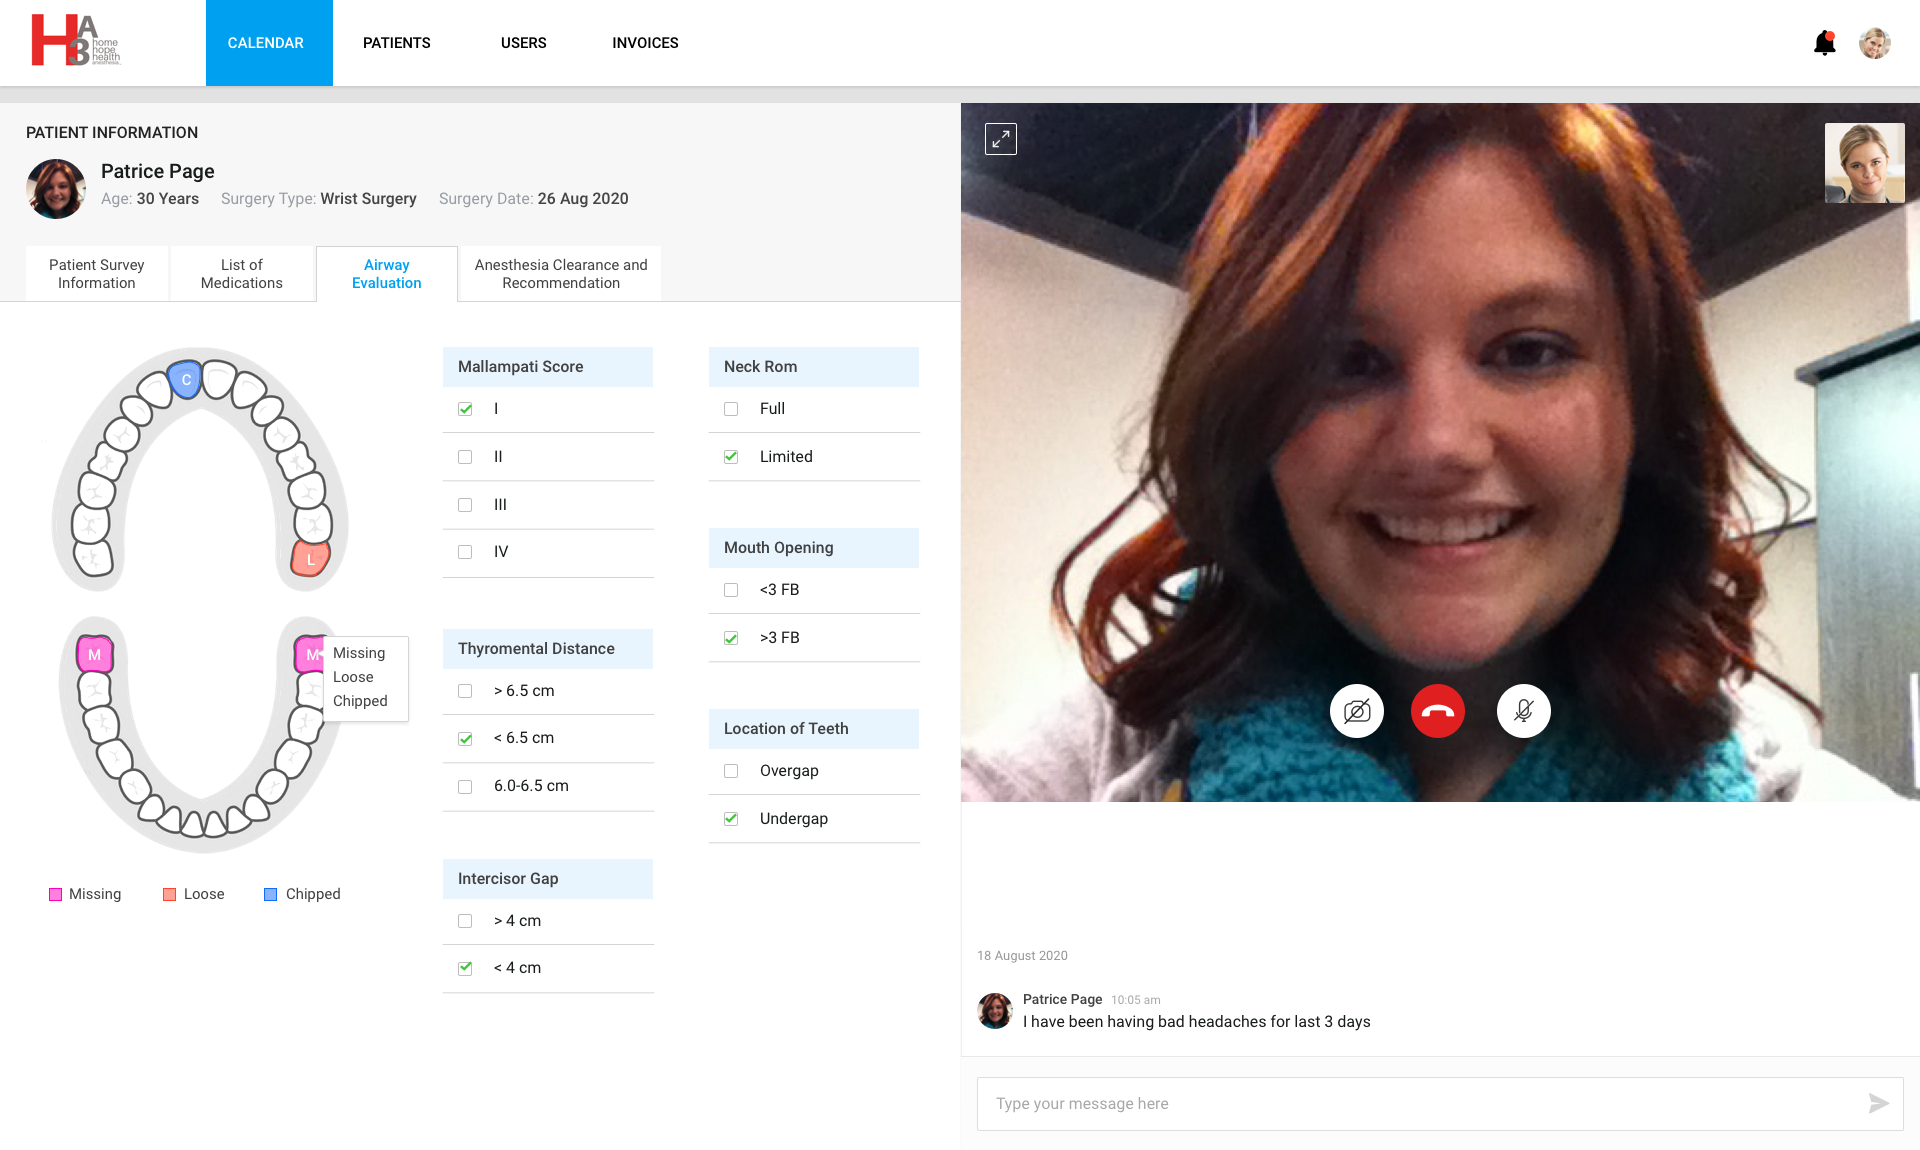 HA3
home
hope
health
anesthesia
CALENDAR
PATIENTS
USERS
INVOICES
PATIENT INFORMATION
Patrice Page
Age: 30 Years
Surgery Type: Wrist Surgery
Surgery Date: 26 Aug 2020
Patient Survey
Information
List of
Medications
Airway
Evaluation
Anesthesia Clearance and
Recommendation
C
L
M
M
Missing
Loose
Chipped
Missing
Loose
Chipped
Mallampati Score
I
II
III
IV
Thyromental Distance
> 6.5 cm
< 6.5 cm
6.0-6.5 cm
Intercisor Gap
> 4 cm
< 4 cm
Neck Rom
Full
Limited
Mouth Opening
<3 FB
>3 FB
Location of Teeth
Overgap
Undergap
18 August 2020
Patrice Page 10:05 am
I have been having bad headaches for last 3 days
Type your message here